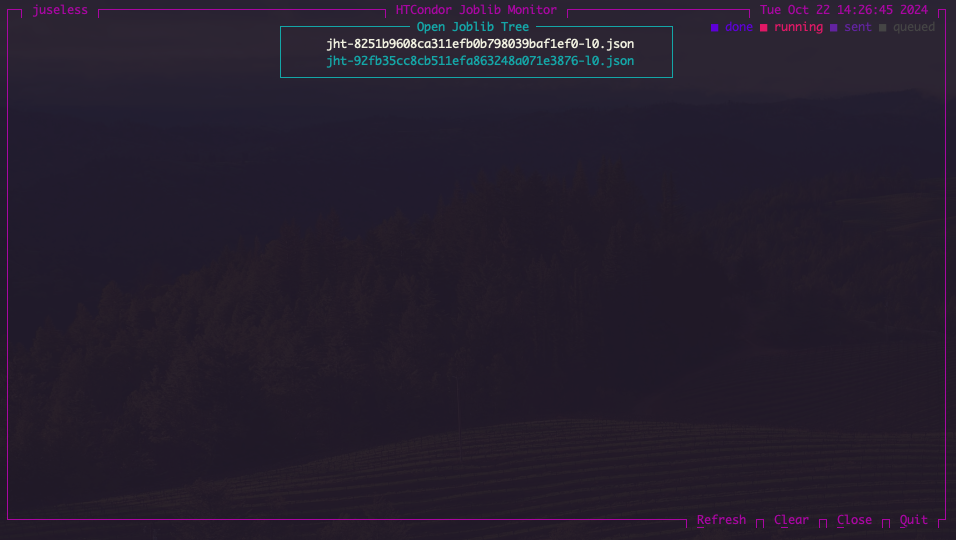 juseless HTCondor Joblib Monitor Tue Oct 22 14:26:45 2024
Open Joblib Tree ■ done ■ running ■ sent ■ queued
jht-8251b9608ca311efb0b798039baf1ef0-l0.json
jht-92fb35cc8cb511efa863248a071e3876-l0.json
Refresh Clear Close Quit